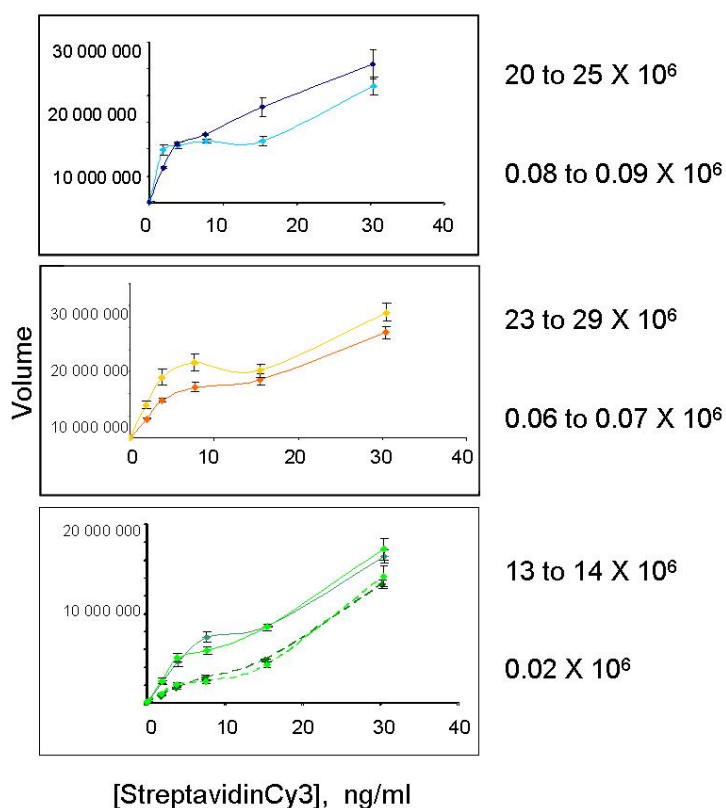 30 000 000
20 000 000
10 000 000
0 10 20 30 40
20 to 25 X 10⁶
0.08 to 0.09 X 10⁶
Volume
30 000 000
20 000 000
10 000 000
0 10 20 30 40
23 to 29 X 10⁶
0.06 to 0.07 X 10⁶
20 000 000
10 000 000
0 10 20 30 40
13 to 14 X 10⁶
0.02 X 10⁶
[StreptavidinCy3], ng/ml